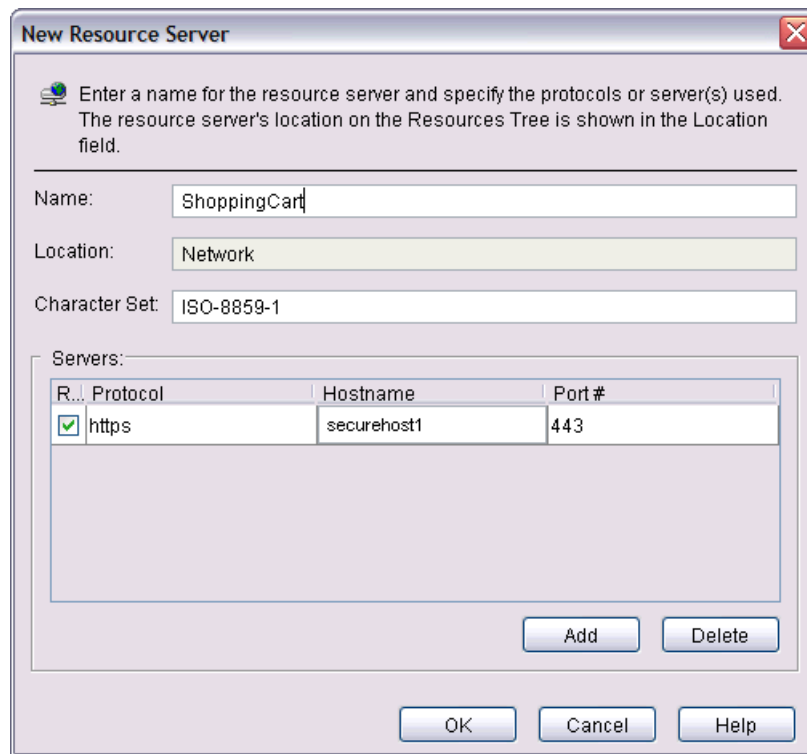 New Resource Server
Enter a name for the resource server and specify the protocols or server(s) used.
The resource server's location on the Resources Tree is shown in the Location
field.
Name: ShoppingCart
Location: Network
Character Set: ISO-8859-1
Servers:
R... Protocol Hostname Port #
https securehost1 443
Add Delete
OK Cancel Help